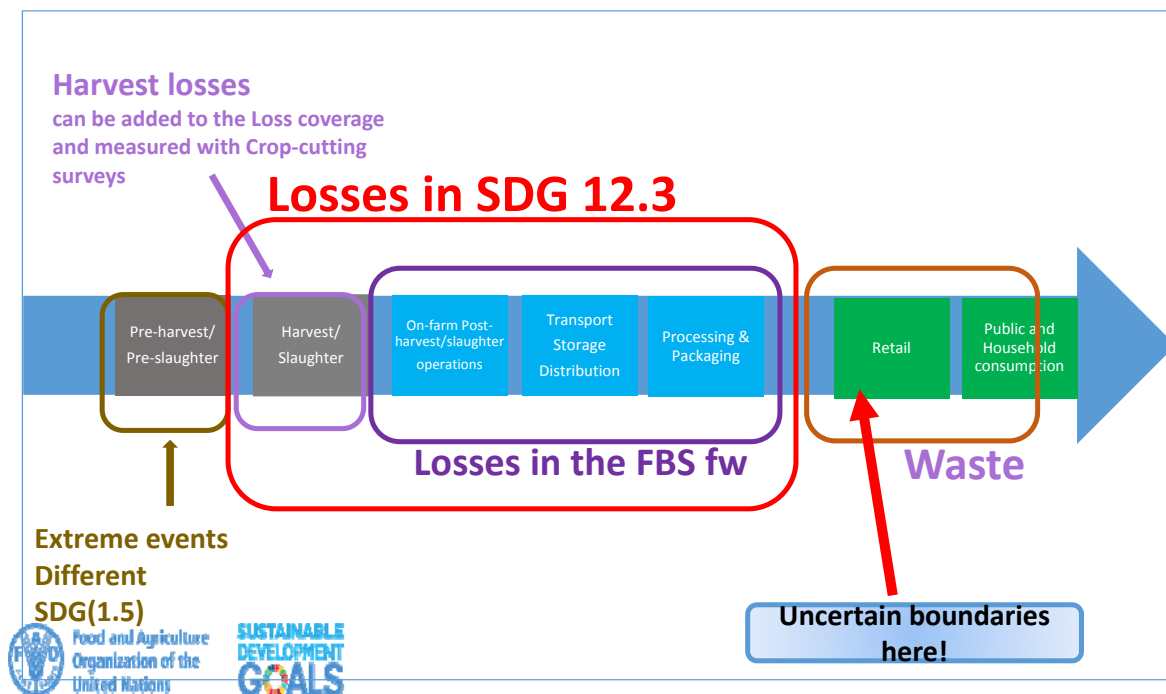 Harvest losses
can be added to the Loss coverage
and measured with Crop-cutting
surveys
Losses in SDG 12.3
Pre-harvest/
Pre-slaughter
Harvest/
Slaughter
On-farm Post-
harvest/slaughter
operations
Transport
Storage
Distribution
Processing &
Packaging
Retail
Public and
Household
consumption
Losses in the FBS fw
Waste
Extreme events
Different
SDG(1.5)
Uncertain boundaries
here!
Food and Agriculture
Organization of the
United Nations
SUSTAINABLE
DEVELOPMENT
GOALS